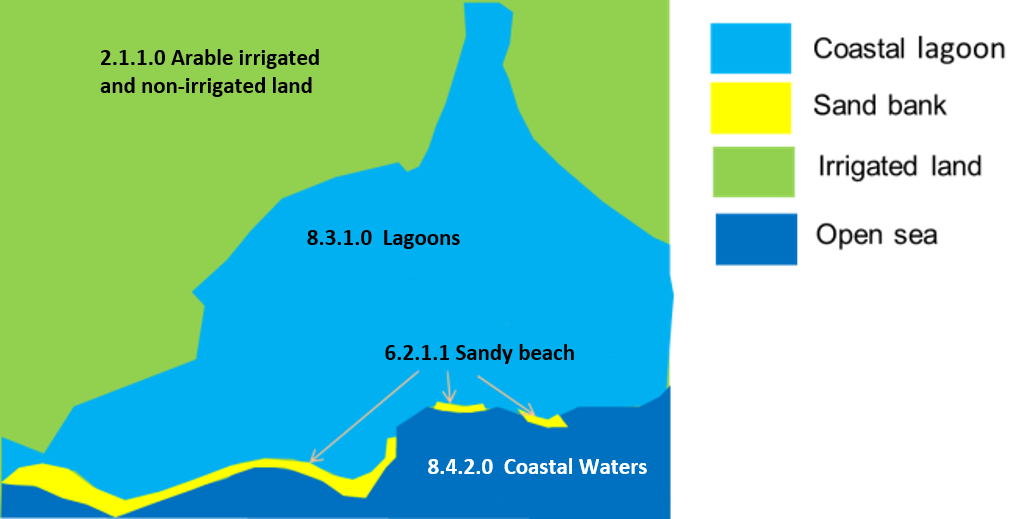 2.1.1.0 Arable irrigated
and non-irrigated land
8.3.1.0 Lagoons
6.2.1.1 Sandy beach
8.4.2.0 Coastal Waters
Coastal lagoon
Sand bank
Irrigated land
Open sea